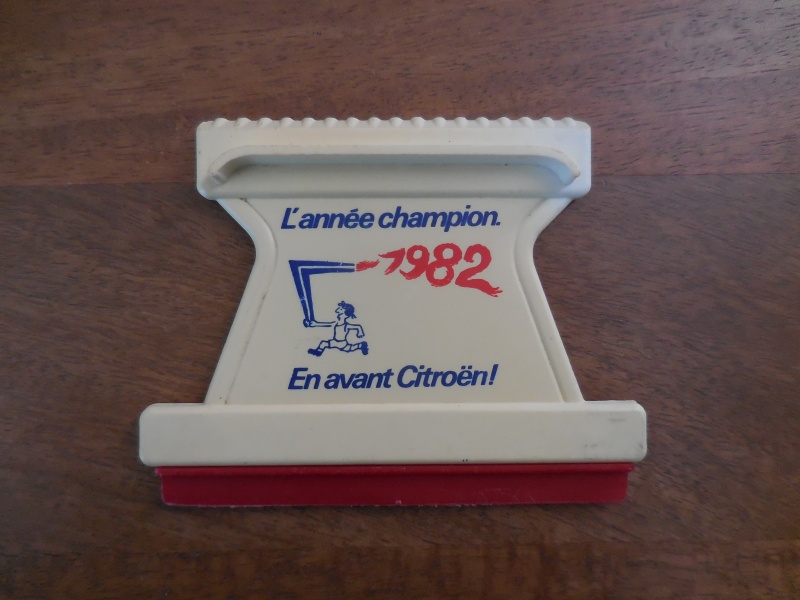 L'année champion.
1982
En avant Citroën!